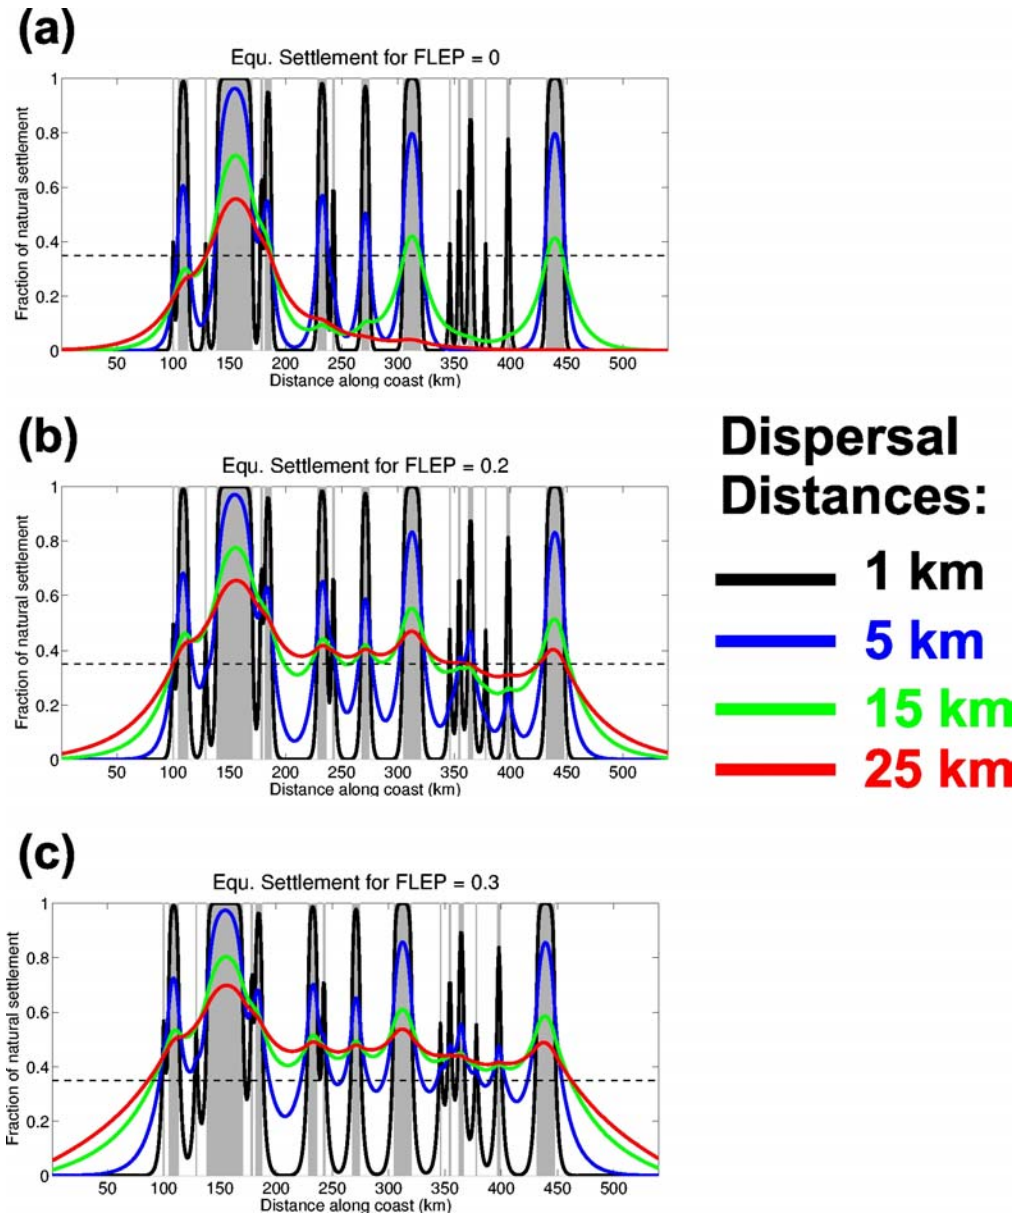 (a)
Equ. Settlement for FLEP = 0
Fraction of natural settlement
1
0.8
0.6
0.4
0.2
0
50 100 150 200 250 300 350 400 450 500
Distance along coast (km)
(b)
Equ. Settlement for FLEP = 0.2
Fraction of natural settlement
1
0.8
0.6
0.4
0.2
0
50 100 150 200 250 300 350 400 450 500
Distance along coast (km)
Dispersal
Distances:
1 km
5 km
15 km
25 km
(c)
Equ. Settlement for FLEP = 0.3
Fraction of natural settlement
1
0.8
0.6
0.4
0.2
0
50 100 150 200 250 300 350 400 450 500
Distance along coast (km)